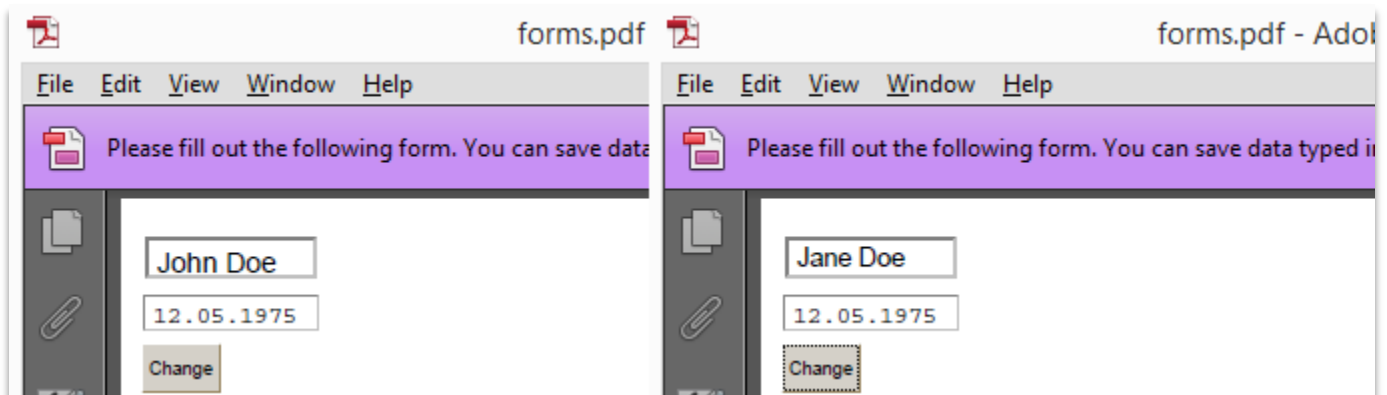 forms.pdf
File Edit View Window Help
Please fill out the following form. You can save data
John Doe
12.05.1975
Change
forms.pdf - Adob
File Edit View Window Help
Please fill out the following form. You can save data typed i
Jane Doe
12.05.1975
Change